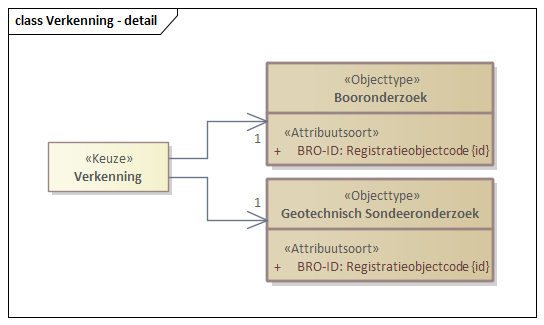 class Verkenning - detail
«Objecttype»
Booronderzoek
«Attribuutsoort»
+ BRO-ID: Registratieobjectcode {id}
1
«Keuze»
Verkenning
1
«Objecttype»
Geotechnisch Sondeeronderzoek
«Attribuutsoort»
+ BRO-ID: Registratieobjectcode {id}